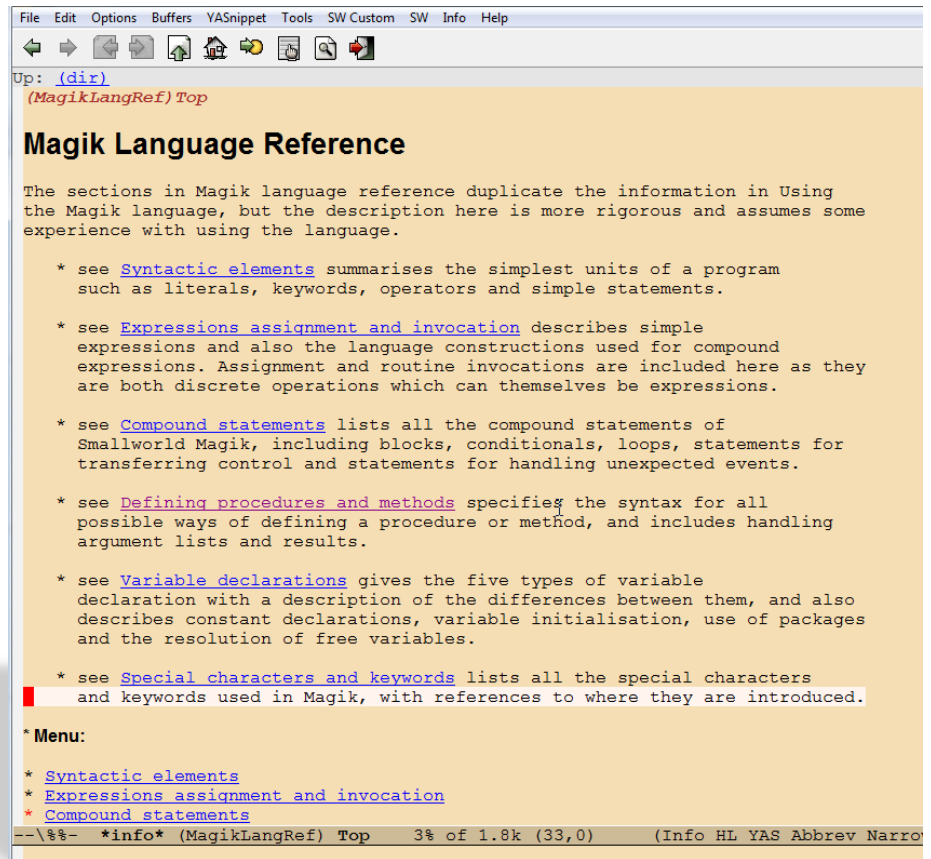 File Edit Options Buffers YASnippet Tools SW Custom SW Info Help
Up: (dir)
(MagikLangRef)Top
Magik Language Reference
The sections in Magik language reference duplicate the information in Using
the Magik language, but the description here is more rigorous and assumes some
experience with using the language.
* see Syntactic elements summarises the simplest units of a program
such as literals, keywords, operators and simple statements.
* see Expressions assignment and invocation describes simple
expressions and also the language constructions used for compound
expressions. Assignment and routine invocations are included here as they
are both discrete operations which can themselves be expressions.
* see Compound statements lists all the compound statements of
Smallworld Magik, including blocks, conditionals, loops, statements for
transferring control and statements for handling unexpected events.
* see Defining procedures and methods specifies the syntax for all
possible ways of defining a procedure or method, and includes handling
argument lists and results.
* see Variable declarations gives the five types of variable
declaration with a description of the differences between them, and also
describes constant declarations, variable initialisation, use of packages
and the resolution of free variables.
* see Special characters and keywords lists all the special characters
and keywords used in Magik, with references to where they are introduced.
* Menu:
* Syntactic elements
* Expressions assignment and invocation
* Compound statements
--\%%- *info* (MagikLangRef) Top 3% of 1.8k (33,0) (Info HL YAS Abbrev Narro